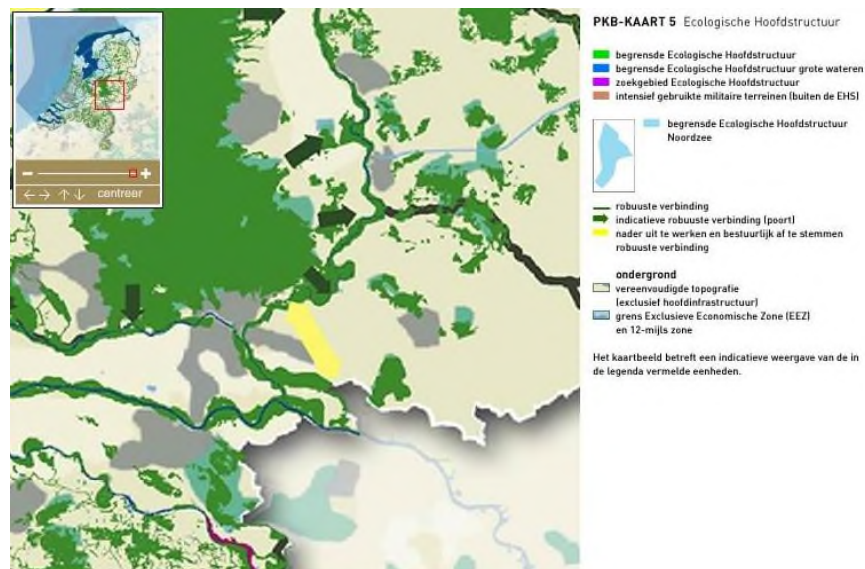 − +
← → ↑ ↓ centreer
PKB-KAART 5 Ecologische Hoofdstructuur
begrensde Ecologische Hoofdstructuur
begrensde Ecologische Hoofdstructuur grote wateren
zoekgebied Ecologische Hoofdstructuur
intensief gebruikte militaire terreinen (buiten de EHS)
begrensde Ecologische Hoofdstructuur
Noordzee
robuuste verbinding
indicatieve robuuste verbinding (poort)
nader uit te werken en bestuurlijk af te stemmen
robuuste verbinding
ondergrond
vereenvoudigde topografie
(exclusief hoofdinfrastructuur)
grens Exclusieve Economische Zone (EEZ)
en 12-mijls zone
Het kaartbeeld betreft een indicatieve weergave van de in
de legenda vermelde eenheden.